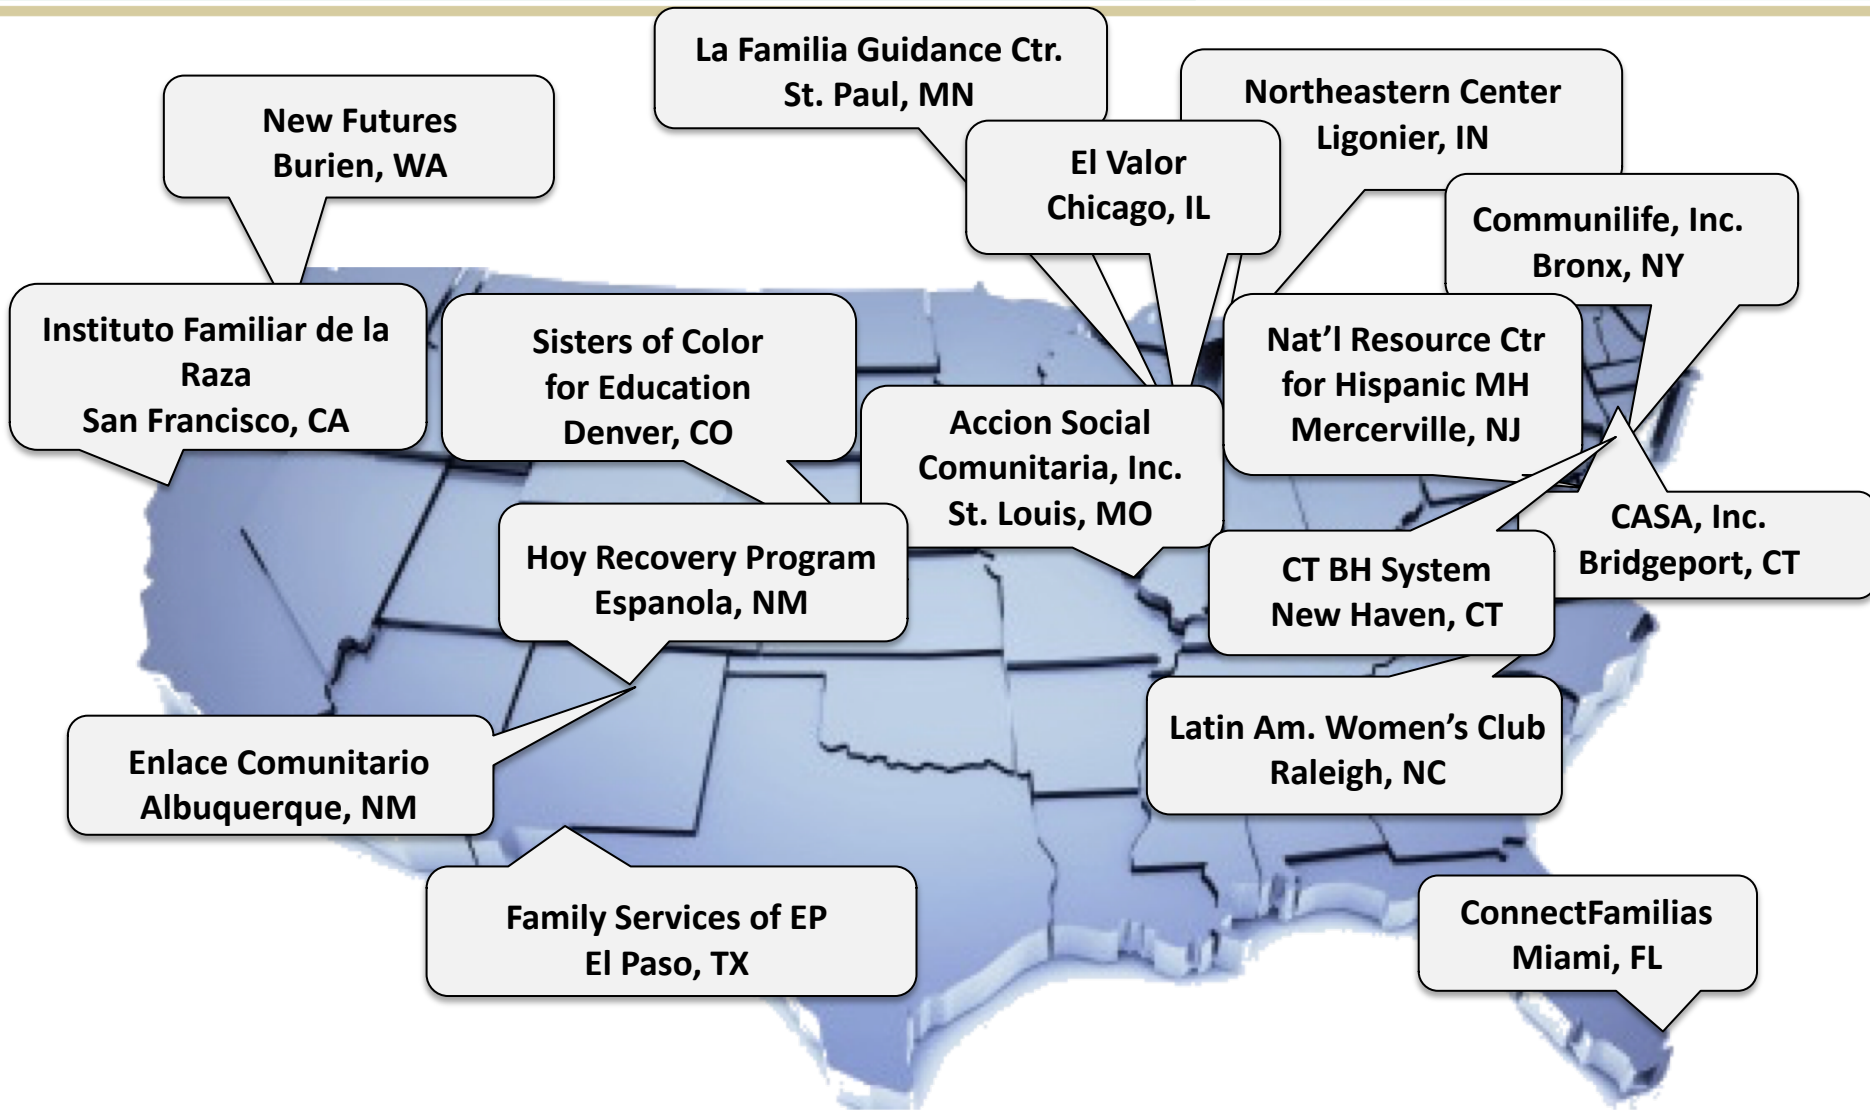 La Familia Guidance Ctr.
St. Paul, MN
New Futures
Burien, WA
Northeastern Center
Ligonier, IN
El Valor
Chicago, IL
Communilife, Inc.
Bronx, NY
Instituto Familiar de la
Raza
San Francisco, CA
Sisters of Color
for Education
Denver, CO
Nat’l Resource Ctr
for Hispanic MH
Mercerville, NJ
Accion Social
Comunitaria, Inc.
St. Louis, MO
CASA, Inc.
Bridgeport, CT
Hoy Recovery Program
Espanola, NM
CT BH System
New Haven, CT
Latin Am. Women’s Club
Raleigh, NC
Enlace Comunitario
Albuquerque, NM
Family Services of EP
El Paso, TX
ConnectFamilias
Miami, FL